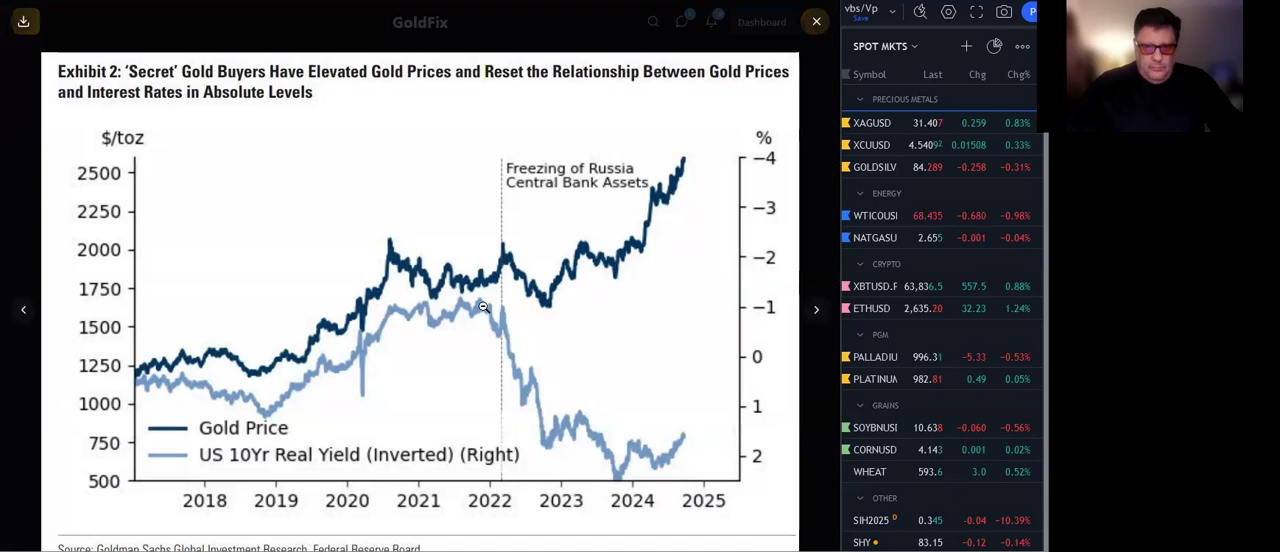 GoldFix
Dashboard
Exhibit 2: 'Secret' Gold Buyers Have Elevated Gold Prices and Reset the Relationship Between Gold Prices
and Interest Rates in Absolute Levels
$/toz
%
Freezing of Russia
Central Bank Assets
2500
2250
2000
1750
1500
1250
1000
750
500
−4
−3
−2
−1
0
1
2
Gold Price
US 10Yr Real Yield (Inverted) (Right)
2018 2019 2020 2021 2022 2023 2024 2025
Source: Goldman Sachs Global Investment Research, Federal Reserve Board
vbs/Vp
Save
P
SPOT MKTS
Symbol Last Chg Chg%
PRECIOUS METALS
XAGUSD 31.407 0.259 0.83%
XCUUSD 4.54092 0.01508 0.33%
GOLDSILV 84.289 −0.258 −0.31%
ENERGY
WTICOUSI 68.435 −0.680 −0.98%
NATGASU 2.655 −0.001 −0.04%
CRYPTO
XBTUSD.F 63,836.5 557.5 0.88%
ETHUSD 2,635.20 32.23 1.24%
PGM
PALLADIU 996.31 −5.33 −0.53%
PLATINUM 982.81 0.49 0.05%
GRAINS
SOYBNUSI 10.638 −0.060 −0.56%
CORNUSD 4.143 0.001 0.02%
WHEAT 593.6 3.0 0.52%
OTHER
SIH2025 D 0.345 −0.04 −10.39%
SHY 83.15 −0.12 −0.14%